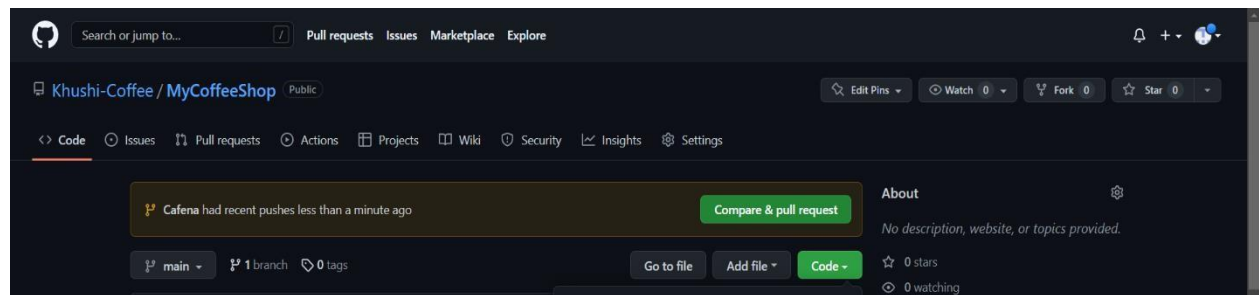 Search or jump to... / Pull requests Issues Marketplace Explore
Khushi-Coffee / MyCoffeeShop Public Edit Pins Watch 0 Fork 0 Star 0
Code Issues Pull requests Actions Projects Wiki Security Insights Settings
Cafena had recent pushes less than a minute ago Compare & pull request
About
No description, website, or topics provided.
main 1 branch 0 tags Go to file Add file Code
0 stars
0 watching